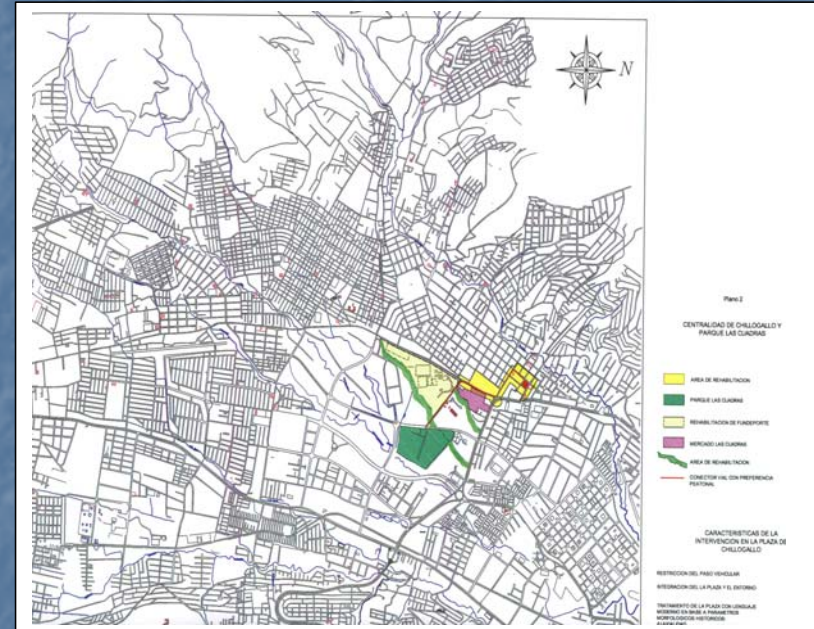 N
Plano 2
CENTRALIDAD DE CHILLOGALLO Y
PARQUE LAS CUADRAS
AREA DE REHABILITACION
PARQUE LAS CUADRAS
REHABILITACION DE FUNDEPORTE
MERCADO LAS CUADRAS
AREA DE REHABILITACION
CONECTOR VIAL CON PREFERENCIA
PEATONAL
CARACTERISTICAS DE LA
INTERVENCION EN LA PLAZA DE
CHILLOGALLO
RESTRICCION DEL PASO VEHICULAR
INTEGRACION DEL LA PLAZA Y EL ENTORNO
TRATAMIENTO DE LA PLAZA CON LENGUAJE
MODERNO EN BASE A PARAMETROS
MORFOLOGICOS HISTORICOS